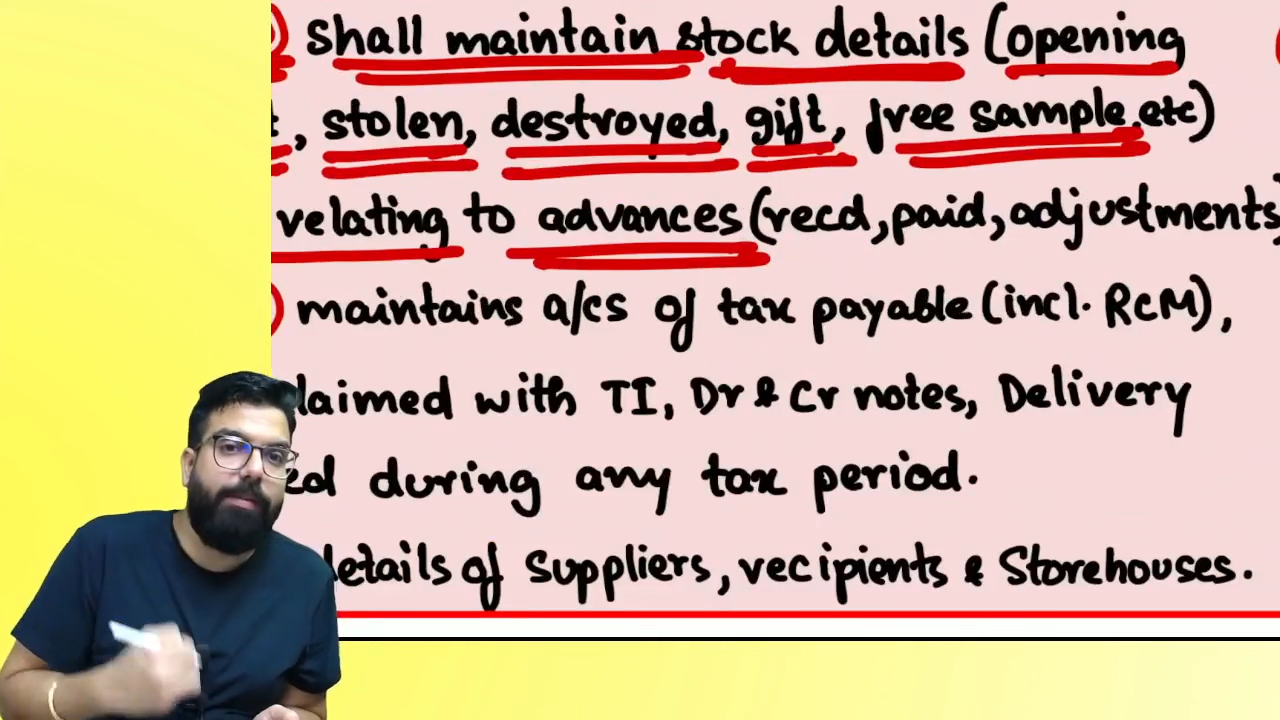 Shall maintain stock details (opening
, stolen, destroyed, gift, free sample etc)
relating to advances (recd, paid, adjustments
maintains a/cs of tax payable (incl. RCM),
laimed with TI, Dr & Cr notes, Delivery
ed during any tax period.
details of Suppliers, recipients & Storehouses.